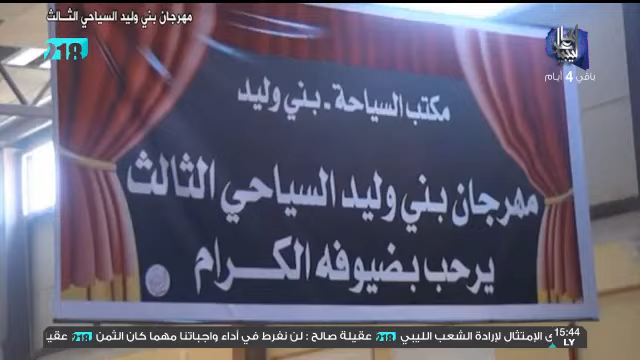 مهرجان بني وليد السياحي الثالث
218
باقي 4 أيام
مكتب السياحة - بني وليد
مهرجان بني وليد السياحي الثالث
يرحب بضيوفه الكرام
15:44
LY
الإمتثال لإرادة الشعب الليبي 218 عقيلة صالح : لن نفرط في أداء واجباتنا مهما كان الثمن 218